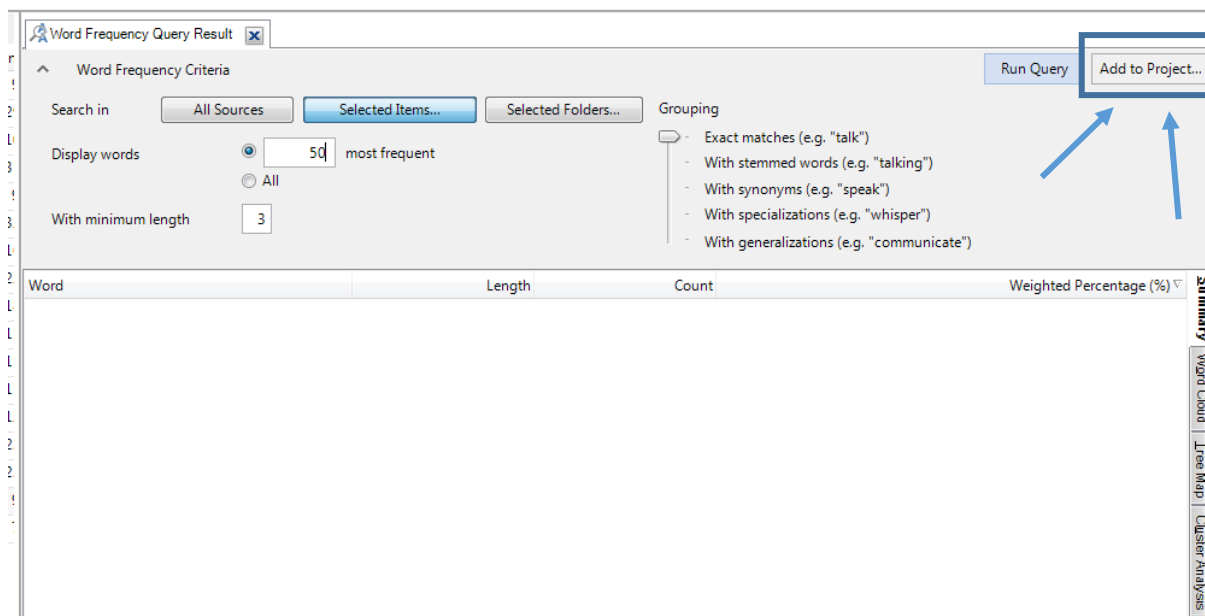 Word Frequency Query Result
Word Frequency Criteria
Run Query
Add to Project...
Search in
All Sources
Selected Items...
Selected Folders...
Grouping
Display words
50
most frequent
All
With minimum length
3
Exact matches (e.g. "talk")
With stemmed words (e.g. "talking")
With synonyms (e.g. "speak")
With specializations (e.g. "whisper")
With generalizations (e.g. "communicate")
Word
Length
Count
Weighted Percentage (%)
Summary
Word Cloud
Tree Map
Cluster Analysis